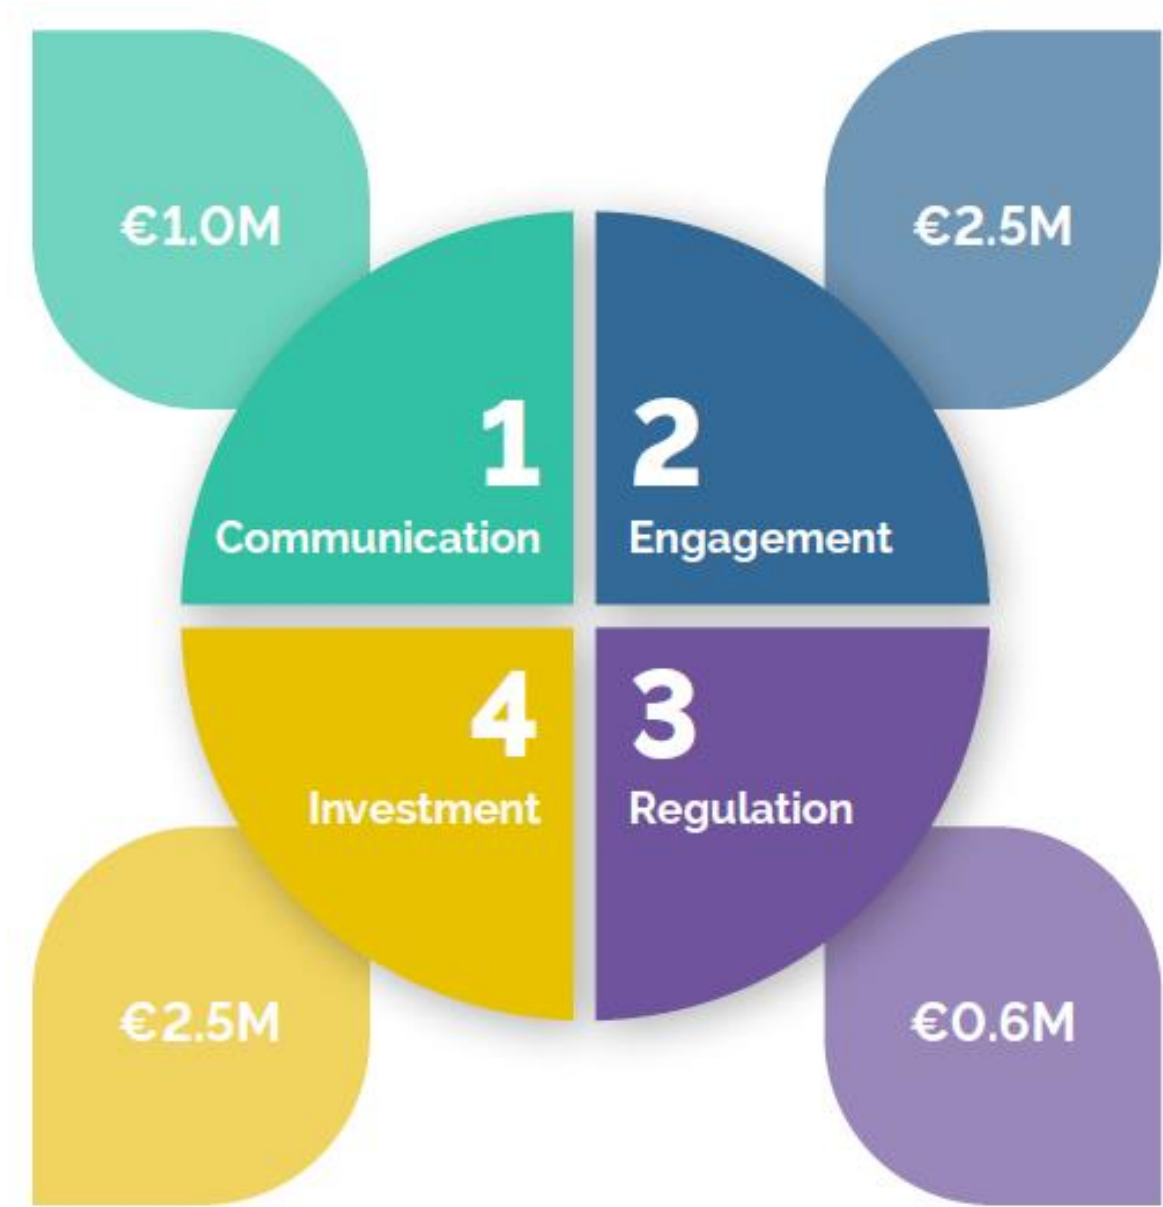 €1.0M
€2.5M
1
Communication
2
Engagement
4
Investment
3
Regulation
€2.5M
€0.6M